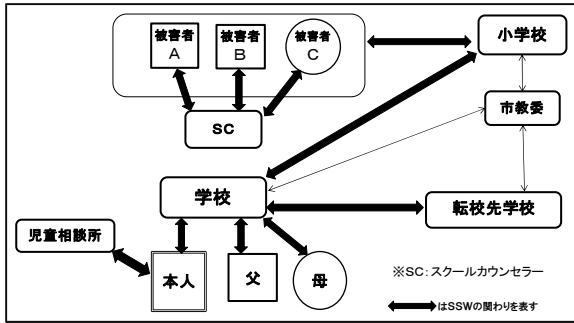 被害者
A
被害者
B
被害者
C
小学校
SC
市教委
学校
転校先学校
児童相談所
本人
父
母
※SC:スクールカウンセラー
はSSWの関わりを表す